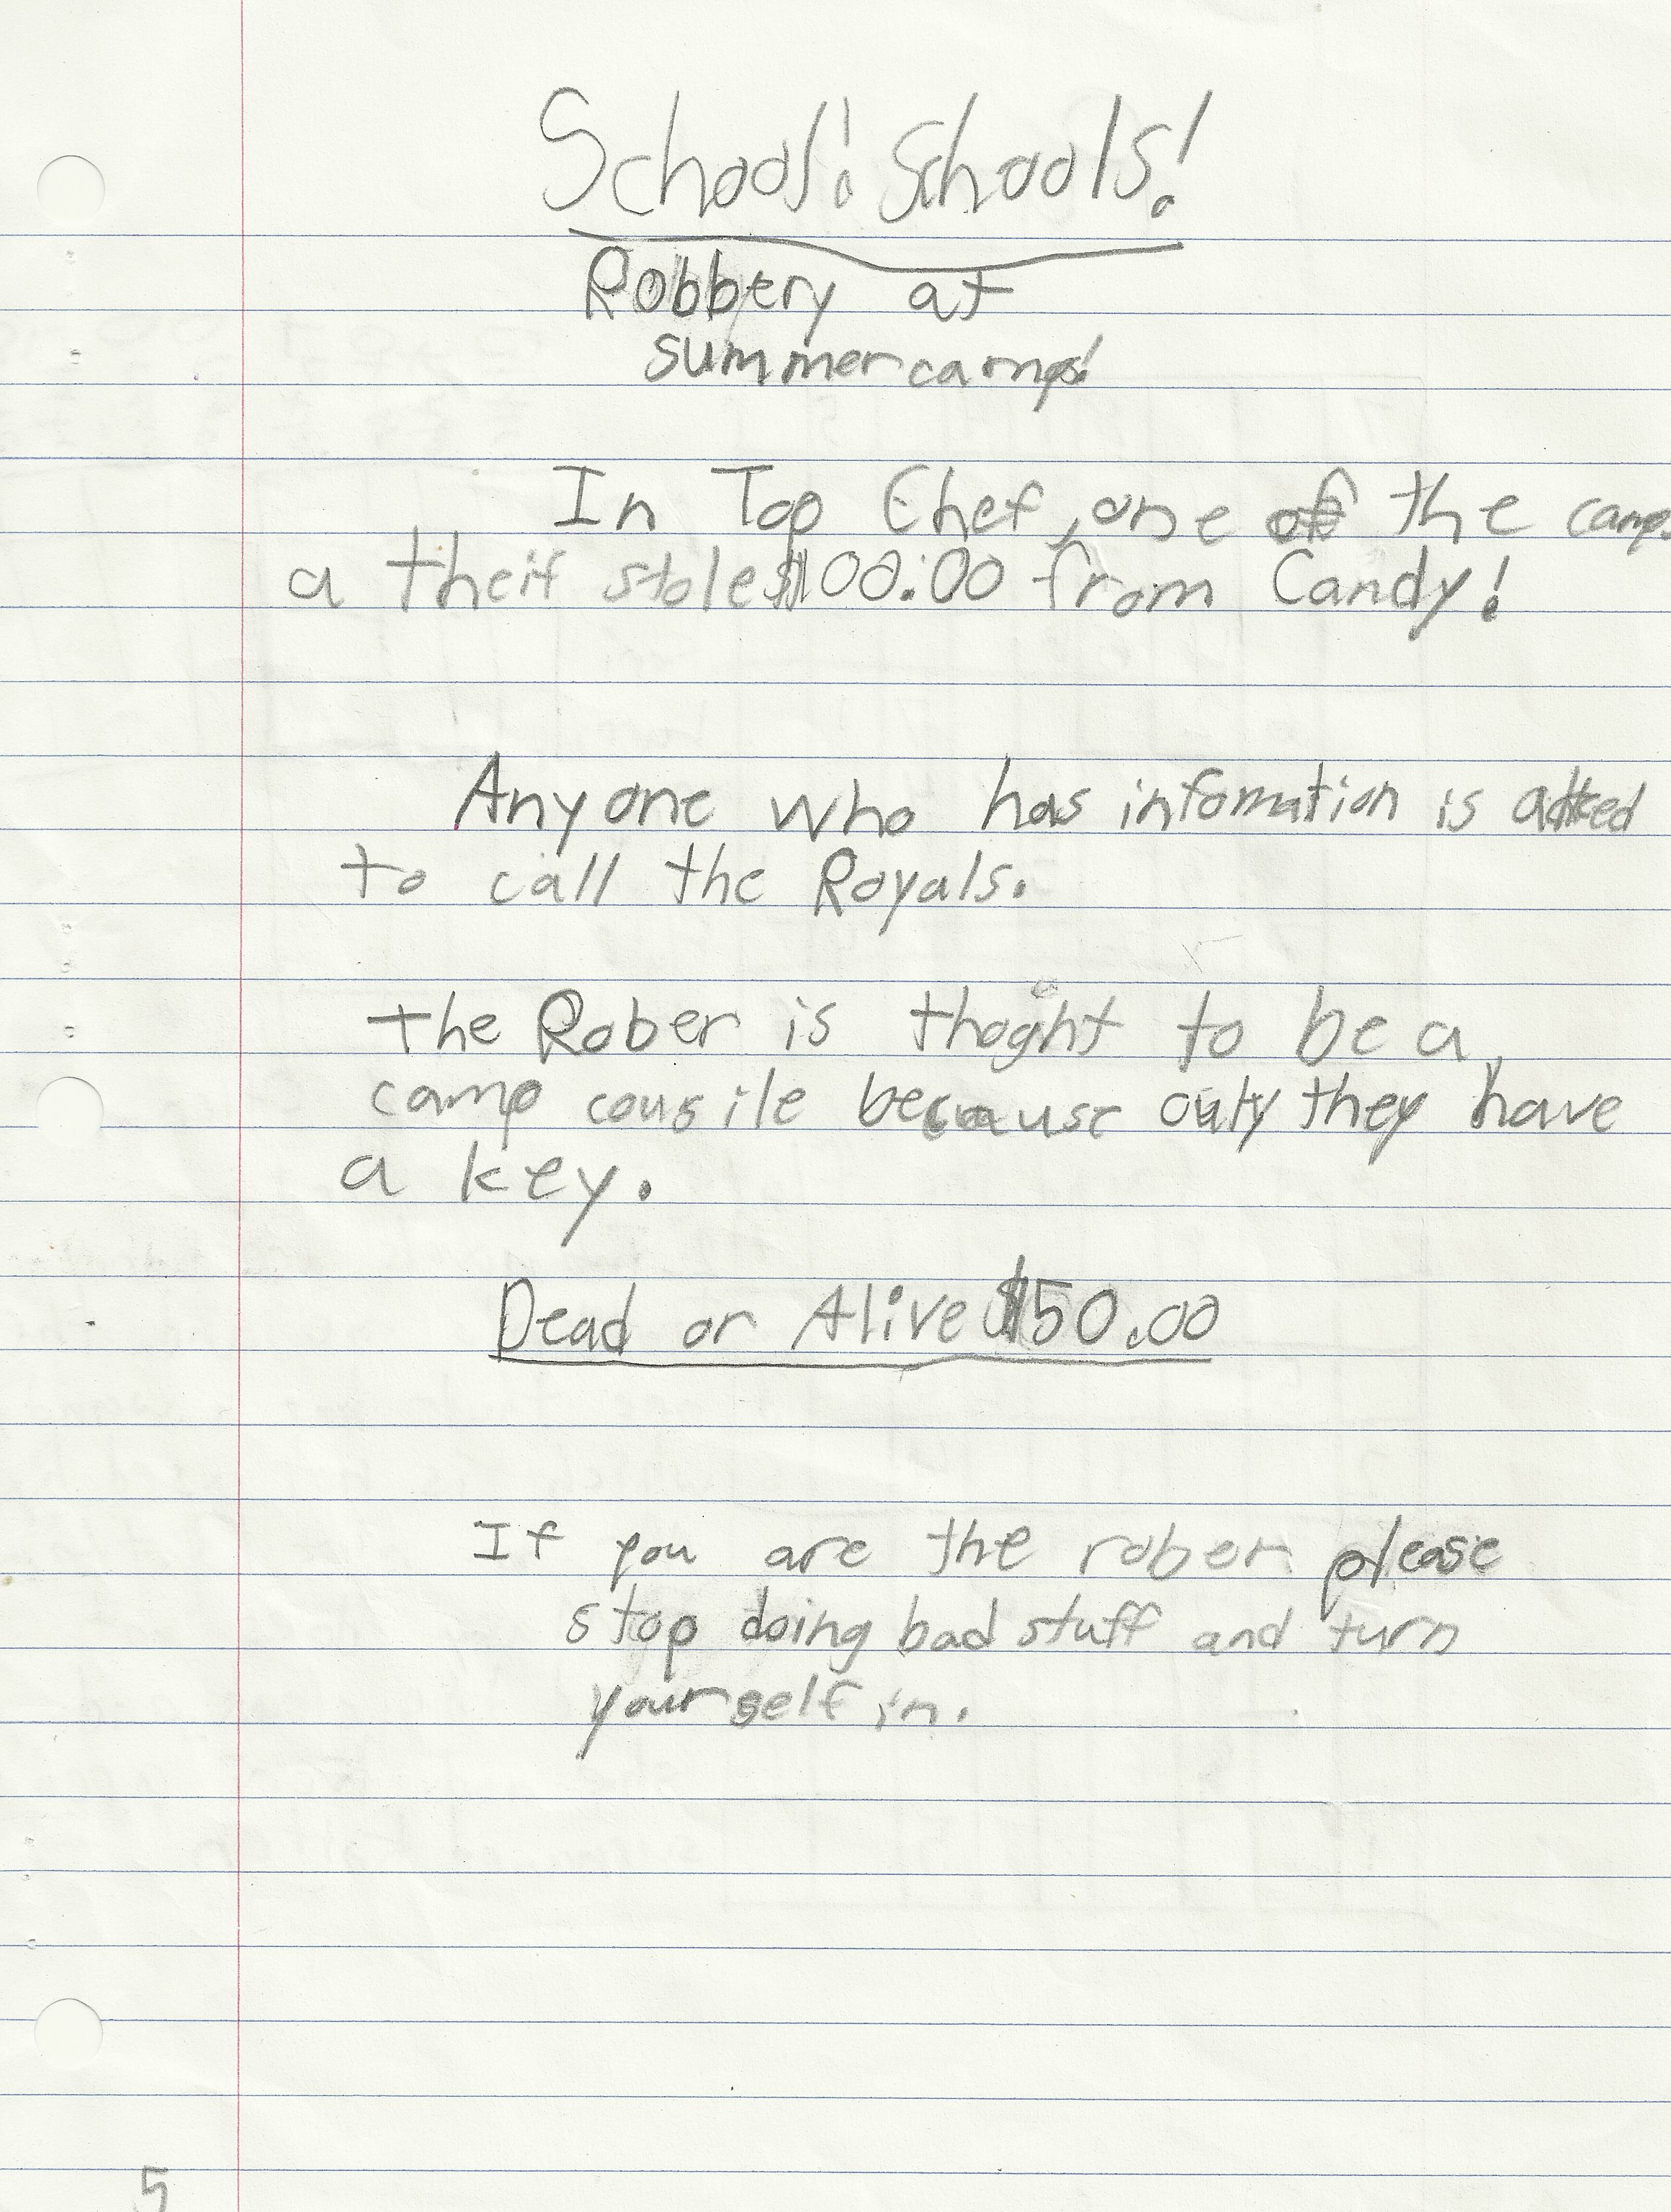 School! Schools!
Robbery at
summer camp!
In Top Chef, one of the camps
a theif stole $100.00 from Candy!
Anyone who has infomation is asked
to call the Royals.
the Rober is thoght to be a
camp cousile because only they have
a key.
Dead or Alive $50.00
If you are the rober please
stop doing bad stuff and turn
yourself in.
5